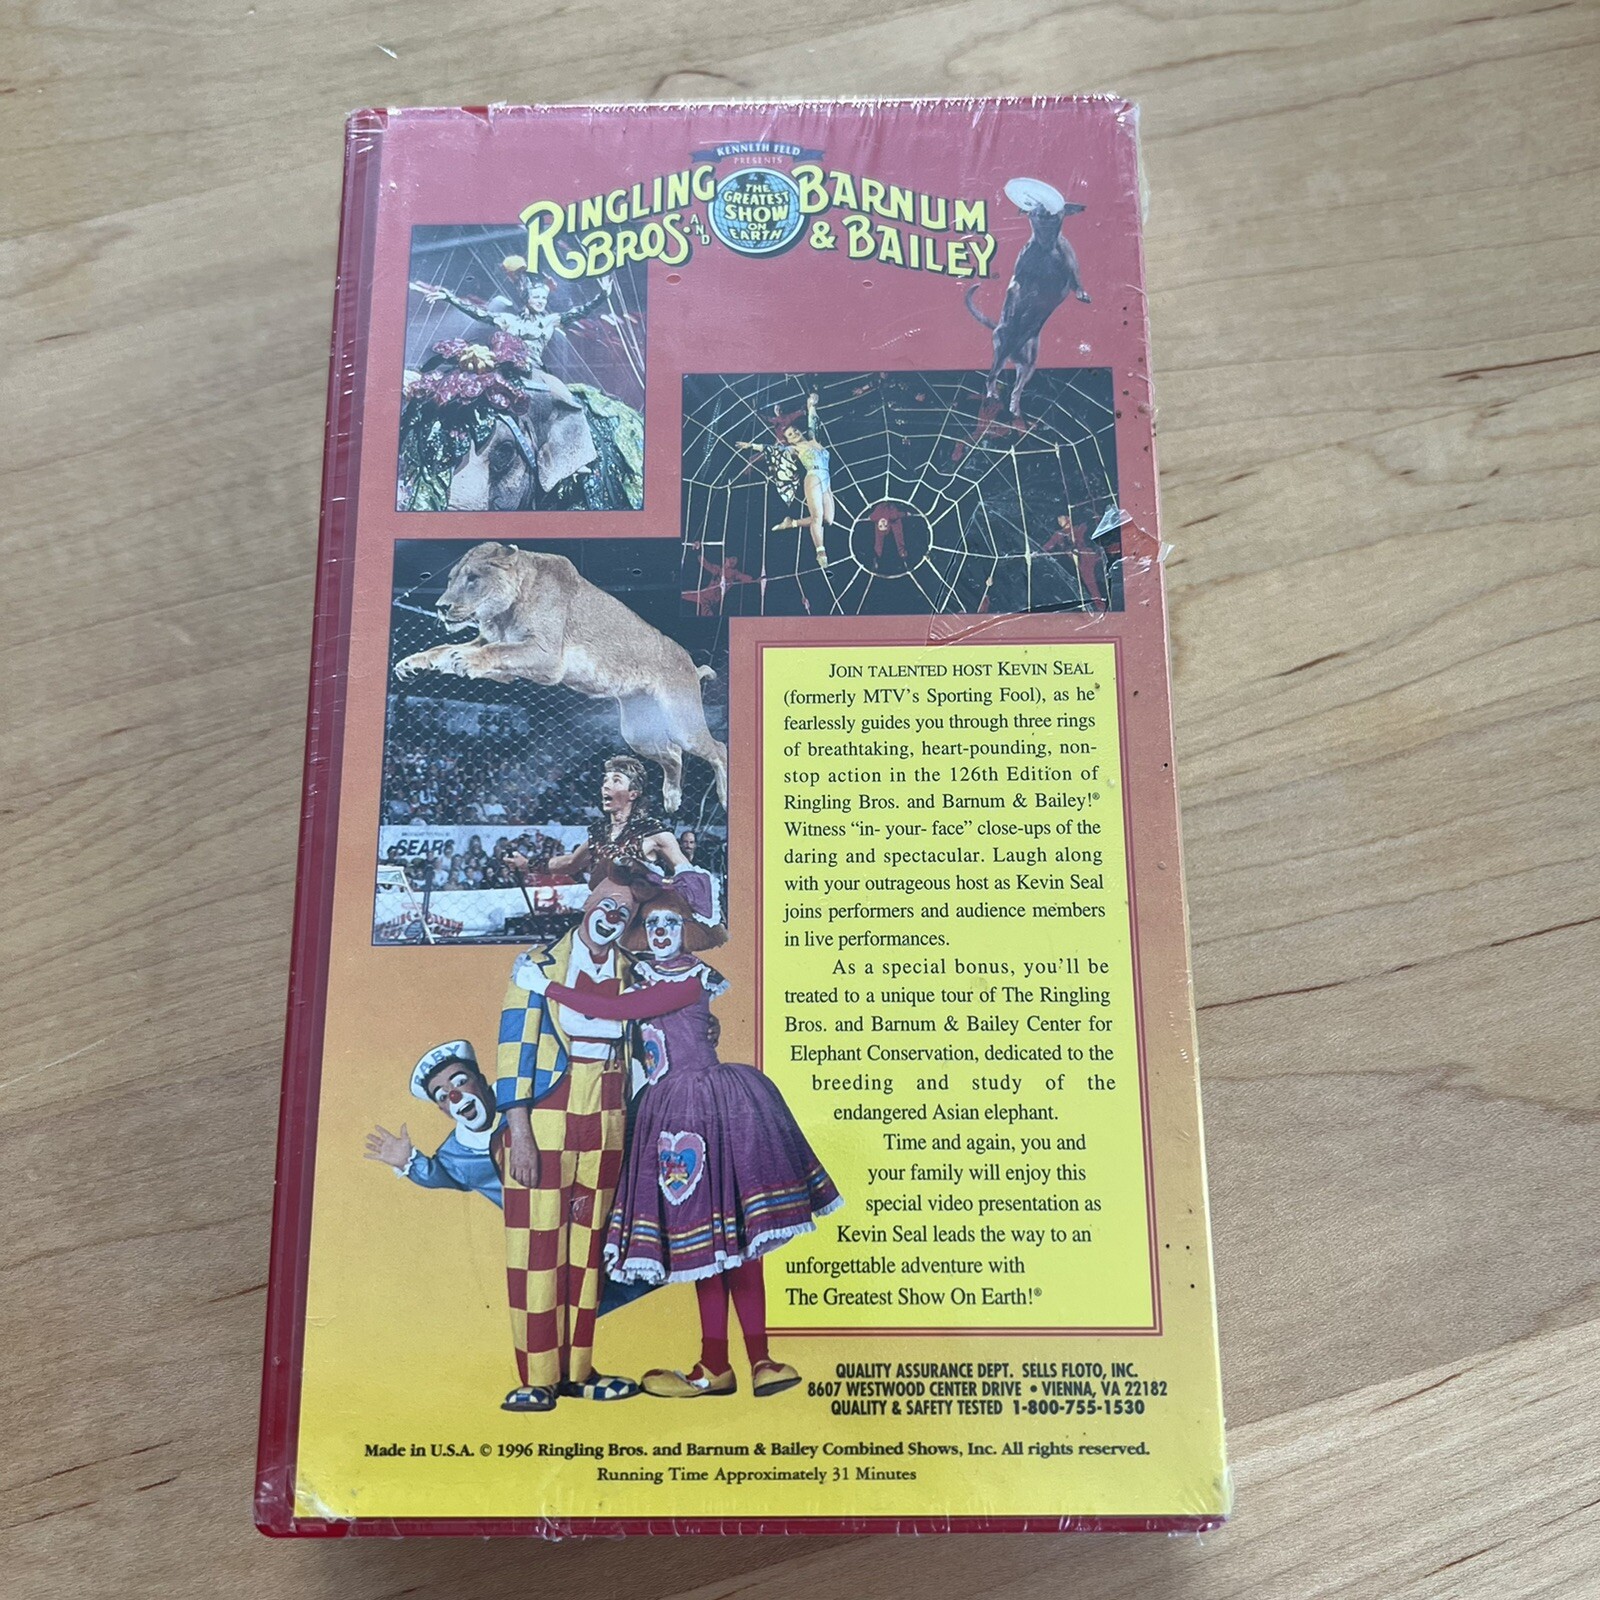 KENNETH FELD
PRESENTS
RINGLING BROS. AND BARNUM & BAILEY
THE GREATEST SHOW ON EARTH
SEARS
BABY
JOIN TALENTED HOST KEVIN SEAL
(formerly MTV's Sporting Fool), as he
fearlessly guides you through three rings
of breathtaking, heart-pounding, non-
stop action in the 126th Edition of
Ringling Bros. and Barnum & Bailey!®
Witness “in- your- face” close-ups of the
daring and spectacular. Laugh along
with your outrageous host as Kevin Seal
joins performers and audience members
in live performances.
As a special bonus, you'll be
treated to a unique tour of The Ringling
Bros. and Barnum & Bailey Center for
Elephant Conservation, dedicated to the
breeding and study of the
endangered Asian elephant.
Time and again, you and
your family will enjoy this
special video presentation as
Kevin Seal leads the way to an
unforgettable adventure with
The Greatest Show On Earth!®
QUALITY ASSURANCE DEPT. SELLS FLOTO, INC.
8607 WESTWOOD CENTER DRIVE • VIENNA, VA 22182
QUALITY & SAFETY TESTED 1-800-755-1530
Made in U.S.A. © 1996 Ringling Bros. and Barnum & Bailey Combined Shows, Inc. All rights reserved.
Running Time Approximately 31 Minutes